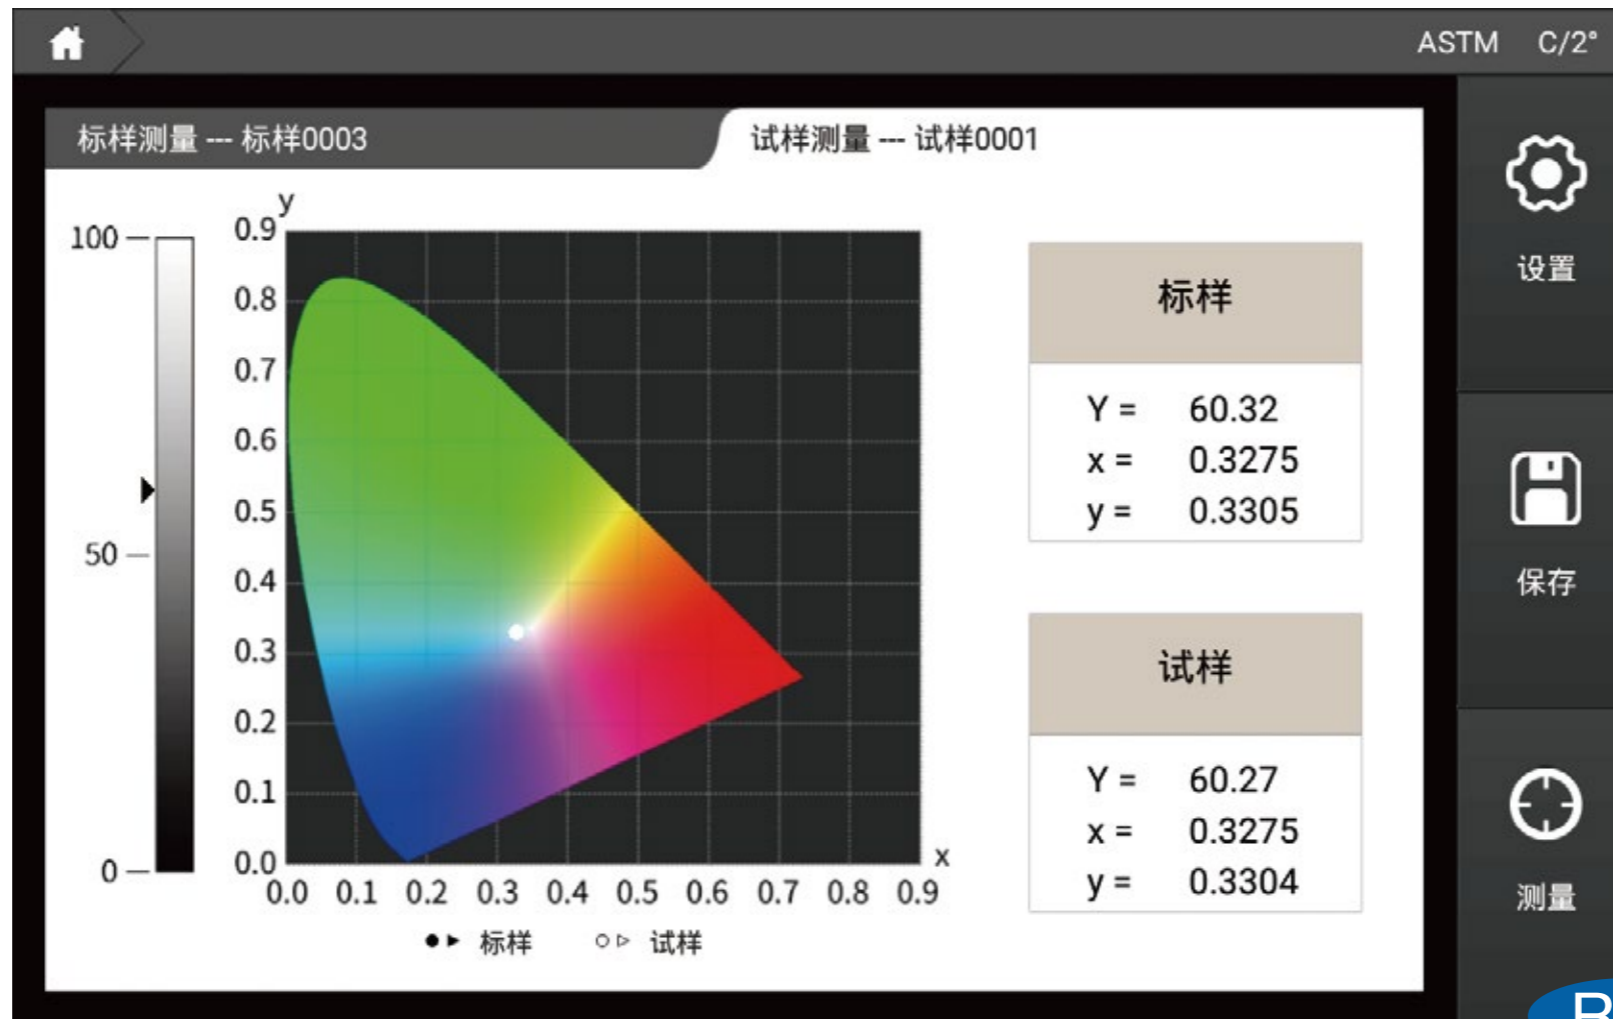 ASTM C/2°
标样测量 --- 标样0003
试样测量 --- 试样0001
设置
保存
测量
100
50
0
y
0.9
0.8
0.7
0.6
0.5
0.4
0.3
0.2
0.1
0.0
x
0.0 0.1 0.2 0.3 0.4 0.5 0.6 0.7 0.8 0.9
标样 试样
标样
Y = 60.32
x = 0.3275
y = 0.3305
试样
Y = 60.27
x = 0.3275
y = 0.3304